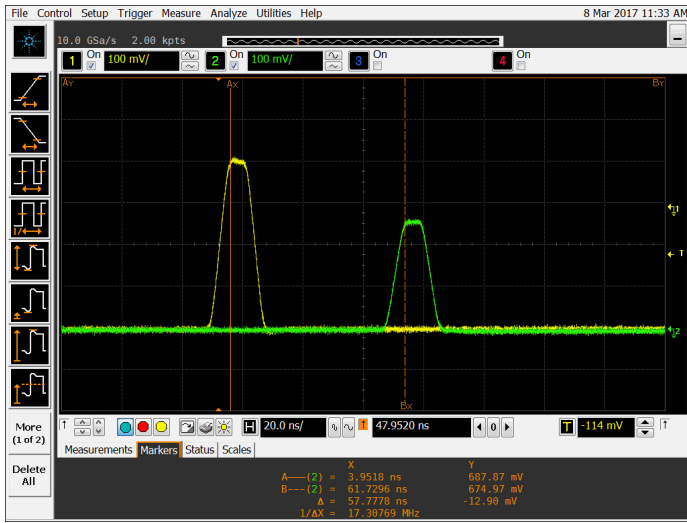 File Control Setup Trigger Measure Analyze Utilities Help 8 Mar 2017 11:33 AM
10.0 GSa/s 2.00 kpts
1 On 100 mV/ 2 On 100 mV/ 3 On 4 On
Ay Ax By
1
T
2
1/
Bx
More
(1 of 2)
Delete
All
H 20.0 ns/ 47.9520 ns 0 T -114 mV
Measurements Markers Status Scales
X Y
A———(2) = 3.9518 ns 687.87 mV
B---(2) = 61.7296 ns 674.97 mV
Δ = 57.7778 ns -12.90 mV
1/ΔX = 17.30769 MHz